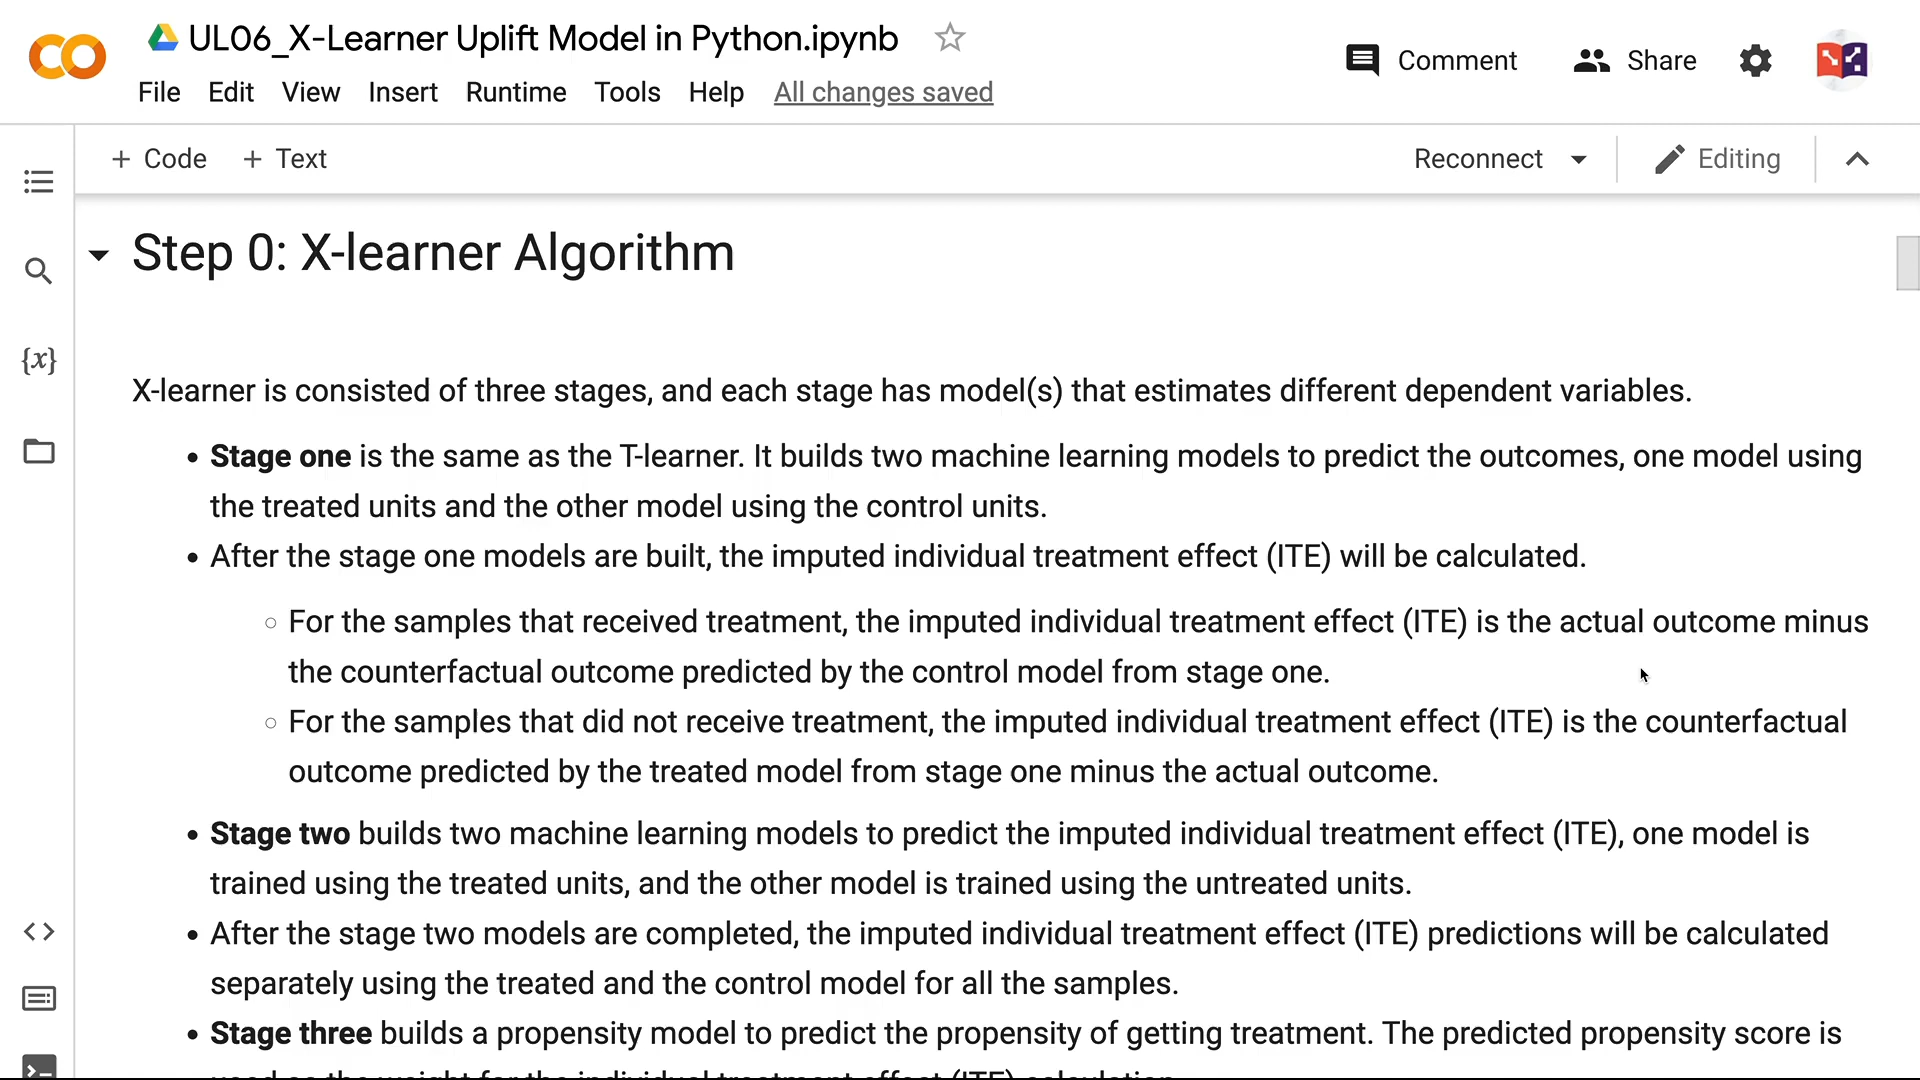 UL06_X-Learner Uplift Model in Python.ipynb
File Edit View Insert Runtime Tools Help All changes saved
Comment Share
+ Code + Text
Reconnect Editing
Step 0: X-learner Algorithm
{x}
X-learner is consisted of three stages, and each stage has model(s) that estimates different dependent variables.
• Stage one is the same as the T-learner. It builds two machine learning models to predict the outcomes, one model using
the treated units and the other model using the control units.
• After the stage one models are built, the imputed individual treatment effect (ITE) will be calculated.
○ For the samples that received treatment, the imputed individual treatment effect (ITE) is the actual outcome minus
the counterfactual outcome predicted by the control model from stage one.
○ For the samples that did not receive treatment, the imputed individual treatment effect (ITE) is the counterfactual
outcome predicted by the treated model from stage one minus the actual outcome.
• Stage two builds two machine learning models to predict the imputed individual treatment effect (ITE), one model is
trained using the treated units, and the other model is trained using the untreated units.
• After the stage two models are completed, the imputed individual treatment effect (ITE) predictions will be calculated
separately using the treated and the control model for all the samples.
• Stage three builds a propensity model to predict the propensity of getting treatment. The predicted propensity score is
used as the weight for the individual treatment effect (ITE) calculation.